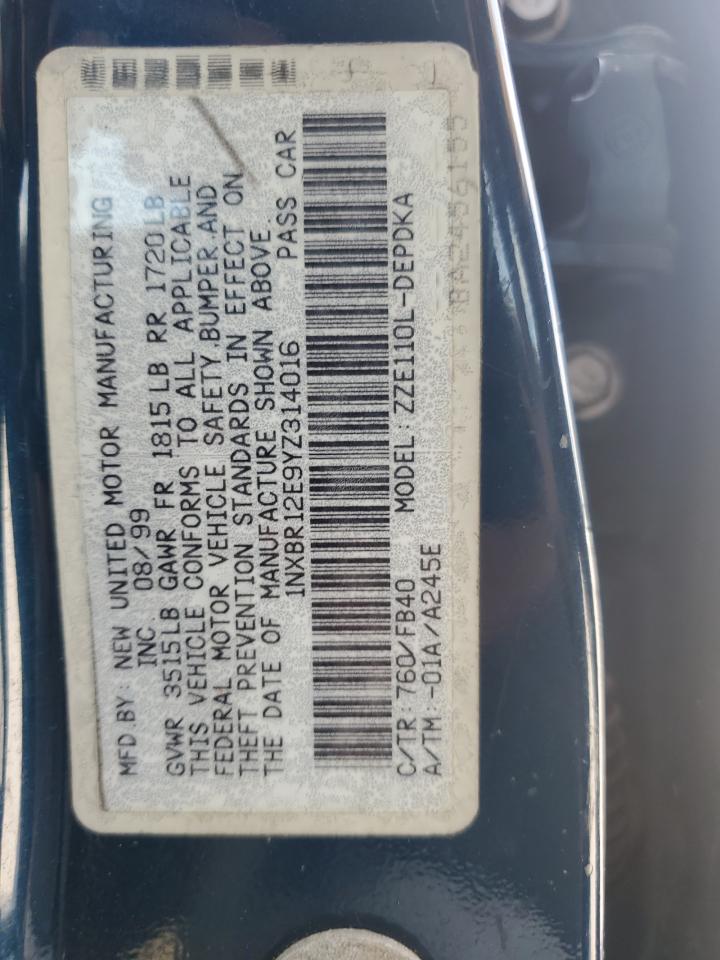 MFD.BY: NEW UNITED MOTOR MANUFACTURING
INC. 08/99
GVWR 3515LB GAWR FR 1815LB RR 1720LB
THIS VEHICLE CONFORMS TO ALL APPLICABLE
FEDERAL MOTOR VEHICLE SAFETY,BUMPER,AND
THEFT PREVENTION STANDARDS IN EFFECT ON
THE DATE OF MANUFACTURE SHOWN ABOVE.
1NXBR12E9YZ314016 PASS CAR
C/TR:760/FB40 MODEL:ZZE110L-DEPDKA
A/TM:-01A/A245E